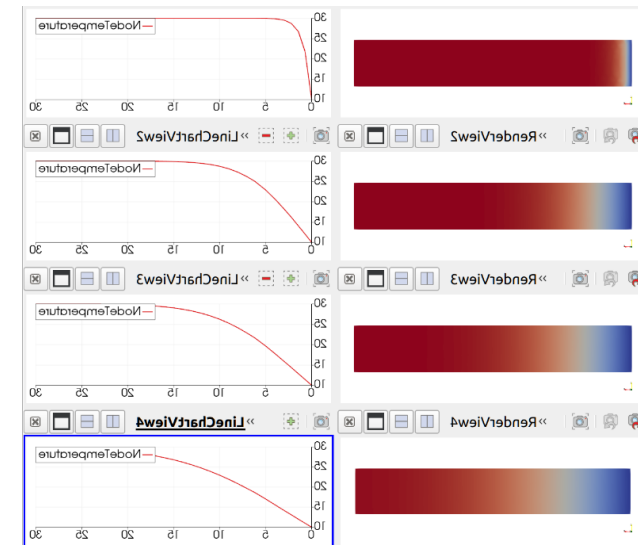 NodeTemperature
30
25
20
15
10
0 5 10 15 20 25 30
» RenderView2
» LineChartView2
NodeTemperature
30
25
20
15
10
0 5 10 15 20 25 30
» RenderView3
» LineChartView3
NodeTemperature
30
25
20
15
10
0 5 10 15 20 25 30
» RenderView4
» LineChartView4
NodeTemperature
30
25
20
15
10
0 5 10 15 20 25 30